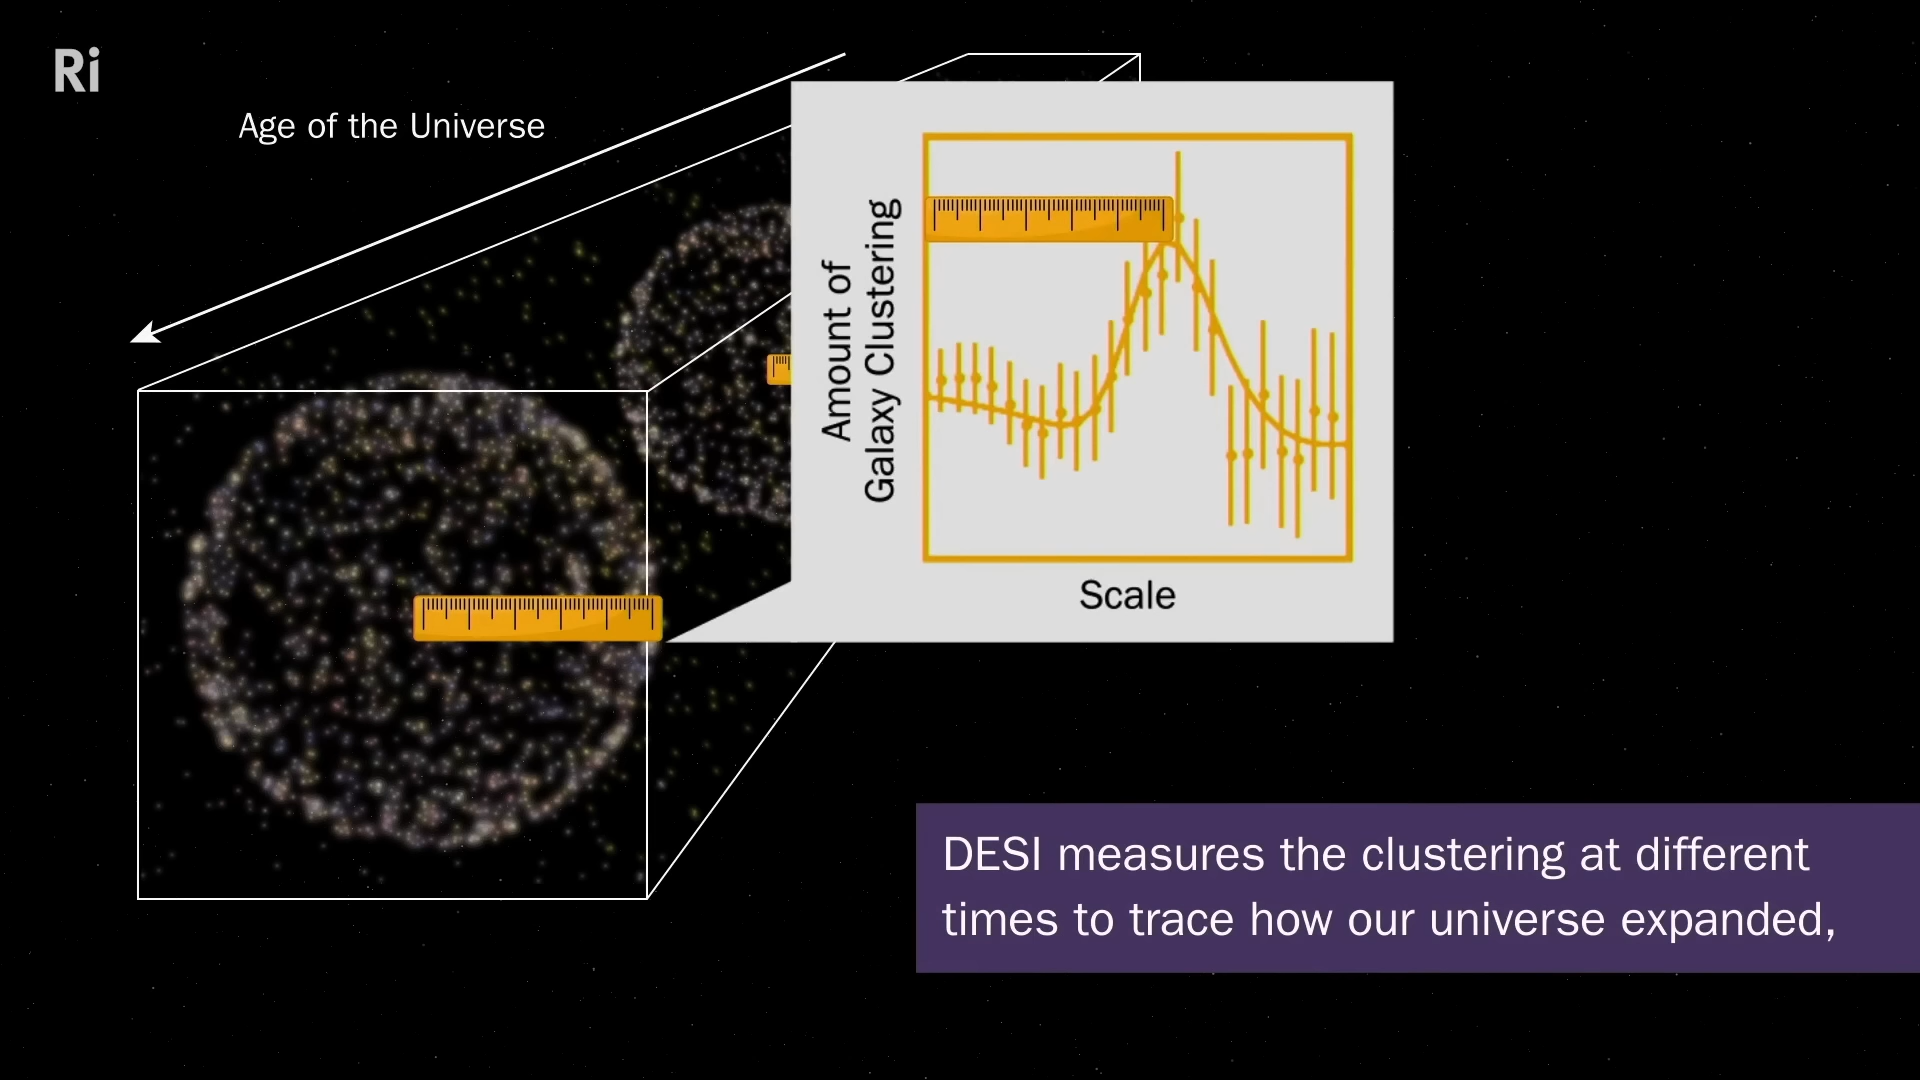 Ri
Age of the Universe
Amount of
Galaxy Clustering
Scale
DESI measures the clustering at different
times to trace how our universe expanded,